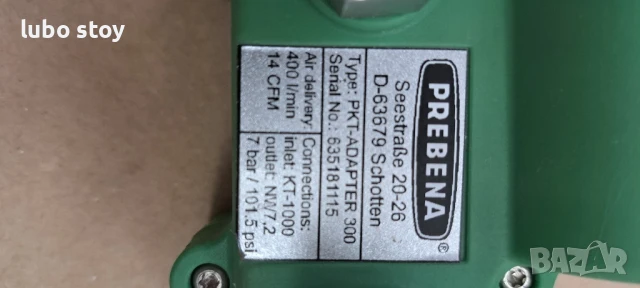 lubo stoy
PREBENA®
Seestraße 20-26
D-63679 Schotten
Type: PKT-ADAPTER 300
Serial No.: 635181115
Air delivery:
400 l/min
14 CFM
Connections:
inlet: KT-1000
outlet: NW7.2
7 bar / 101.5 psi
BAZAR